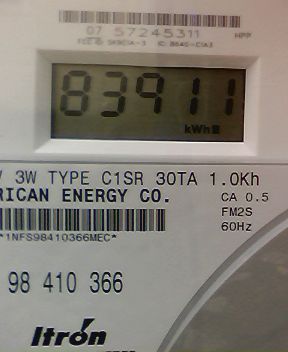 07 57245311
83911
kWh
3W TYPE C1SR 30TA 1.0Kh
RICAN ENERGY CO.
CA 0.5
FM2S
60Hz
*1NFS98410366MEC*
98 410 366
Itrón